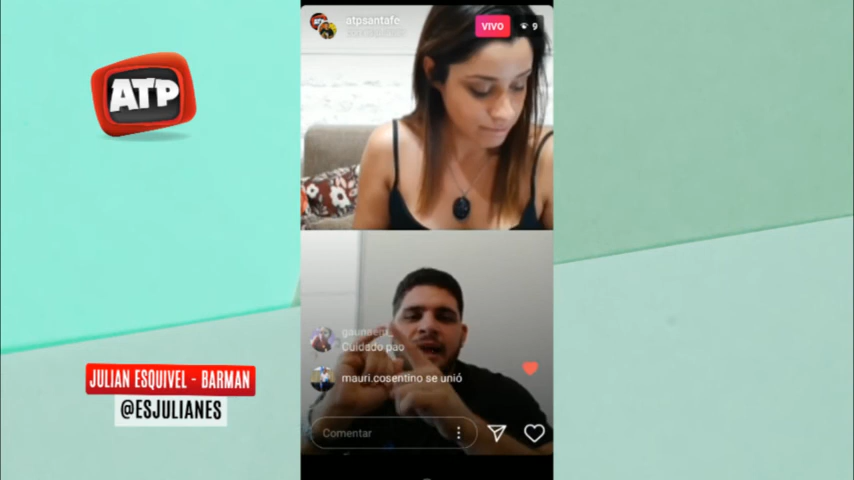 atpsantafe
VIVO
9
ATP
Cuidado pao
mauri.cosentino se unió
JULIAN ESQUIVEL - BARMAN
@ESJULIANES
Comentar